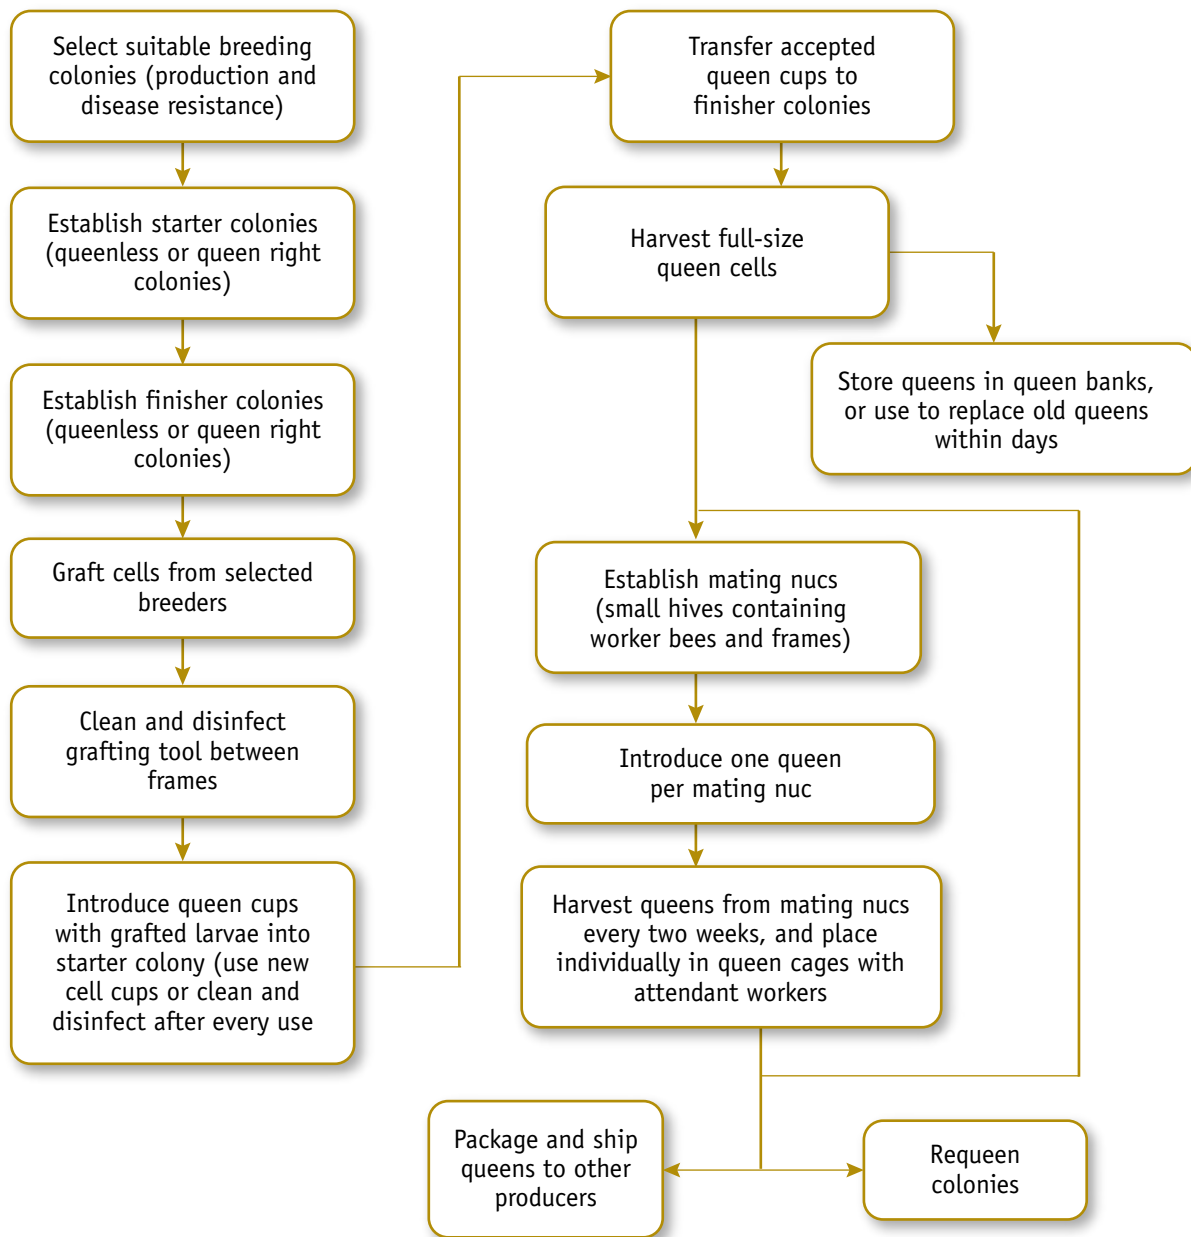 Select suitable breeding
colonies (production and
disease resistance)
Establish starter colonies
(queenless or queen right
colonies)
Establish finisher colonies
(queenless or queen right
colonies)
Graft cells from selected
breeders
Clean and disinfect
grafting tool between
frames
Introduce queen cups
with grafted larvae into
starter colony (use new
cell cups or clean and
disinfect after every use
Transfer accepted
queen cups to
finisher colonies
Harvest full-size
queen cells
Store queens in queen banks,
or use to replace old queens
within days
Establish mating nucs
(small hives containing
worker bees and frames)
Introduce one queen
per mating nuc
Harvest queens from mating nucs
every two weeks, and place
individually in queen cages with
attendant workers
Package and ship
queens to other
producers
Requeen
colonies